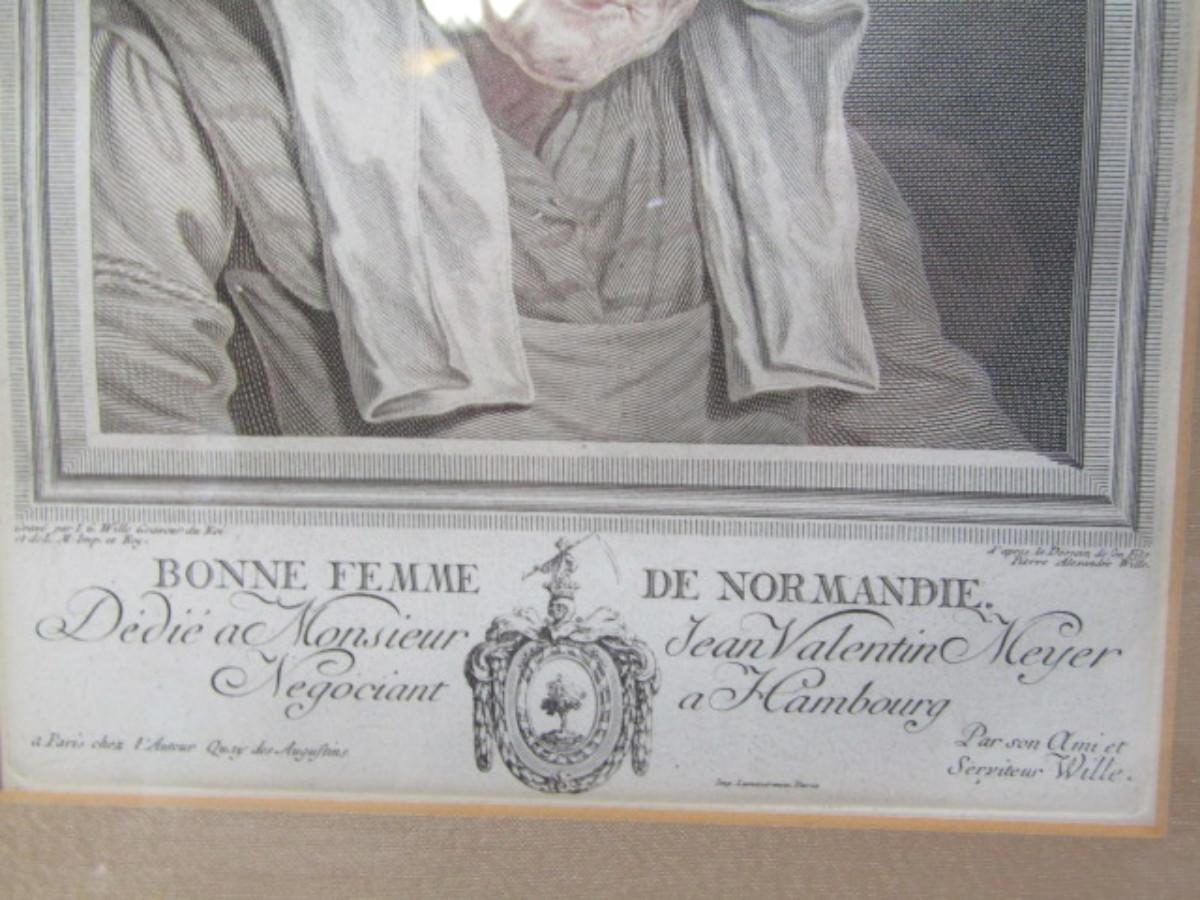 Gravé par J. G. Wille Graveur du Roi
et de L. M. Imp. et Roy.
d'apres le Dessein de son Fils
Pierre Alexandre Wille.
BONNE FEMME DE NORMANDIE.
Dédié a Monsieur Jean Valentin Meyer
Negociant a Hambourg
a Paris chez l'Auteur Quay des Augustins
Par son Ami et
Serviteur Wille.
Paris